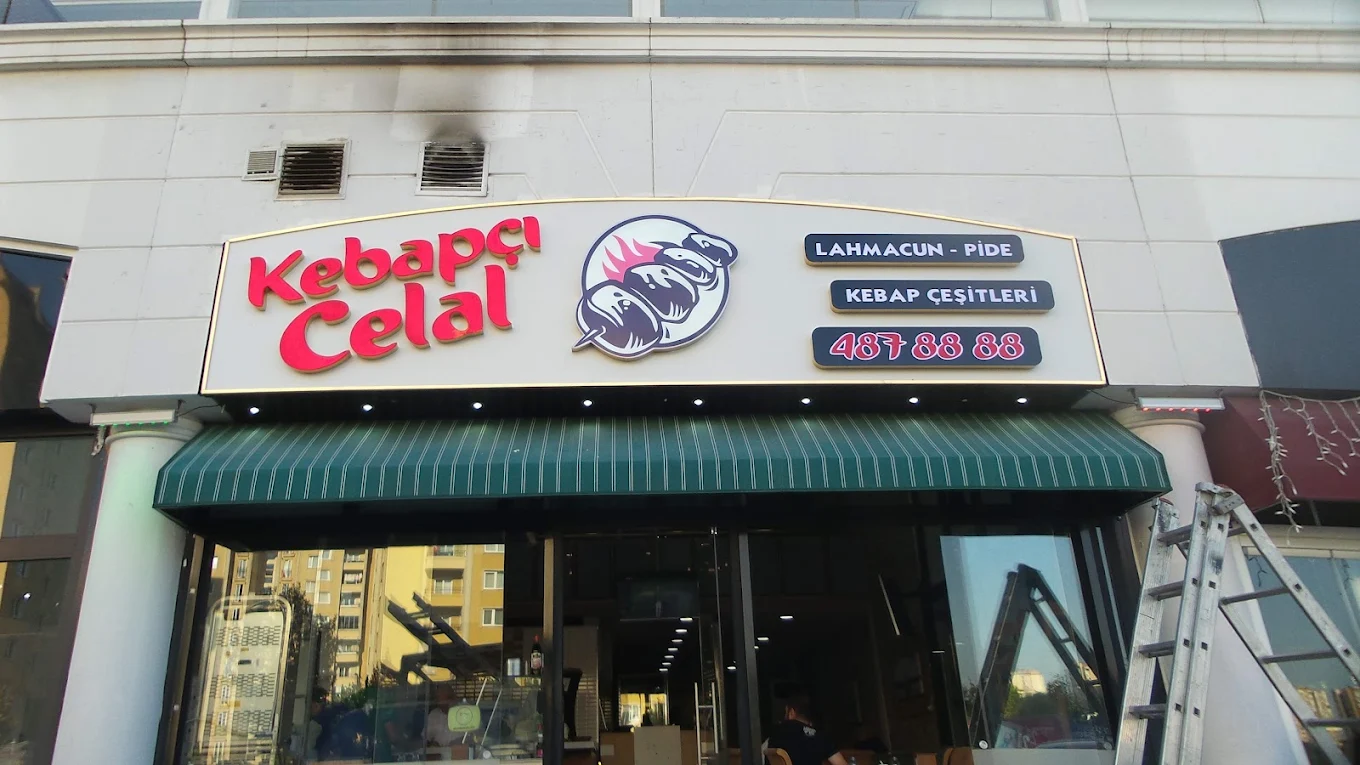 Kebapçı
Celal
LAHMACUN - PİDE
KEBAP ÇEŞİTLERİ
487 88 88